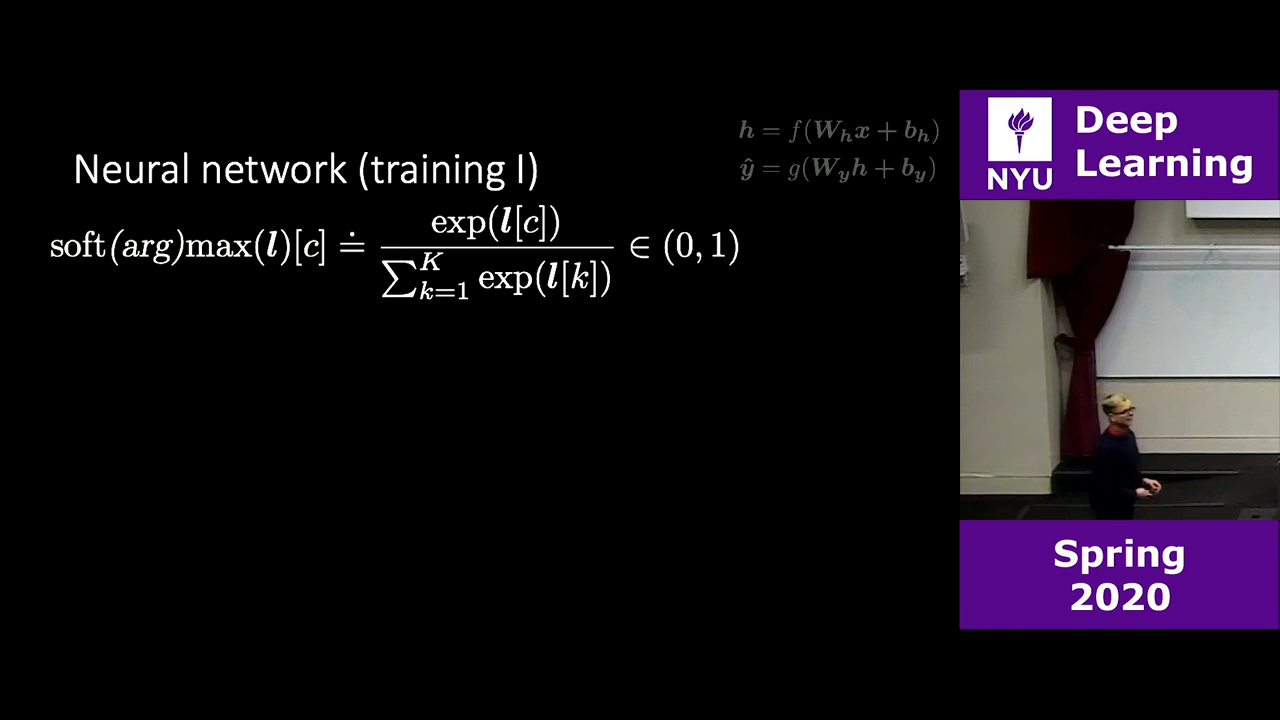 Neural network (training I)
h = f(W_h x + b_h)
ŷ = g(W_y h + b_y)
soft(arg)max(l)[c] ≐ exp(l[c]) / ∑_{k=1}^{K} exp(l[k]) ∈ (0, 1)
NYU
Deep
Learning
Spring
2020